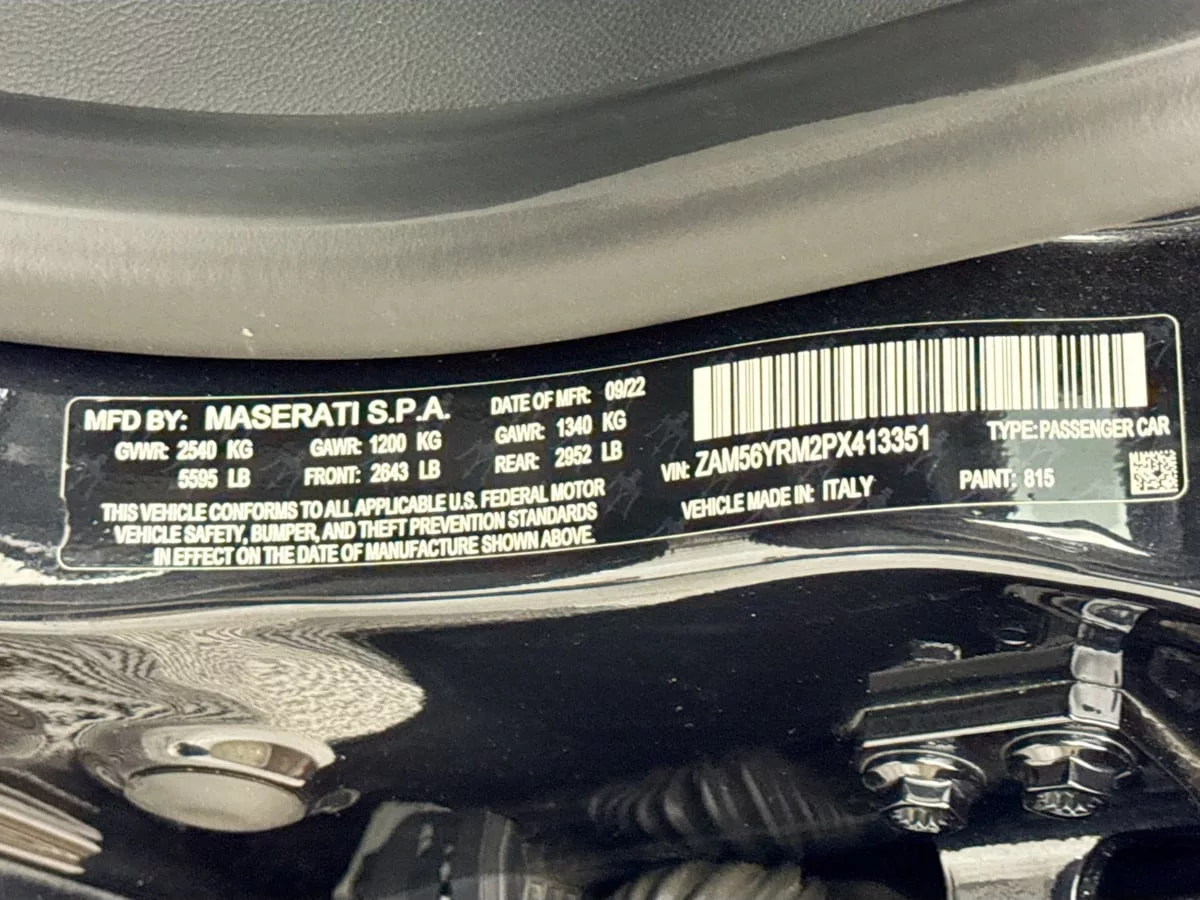 MFD BY: MASERATI S.P.A. DATE OF MFR: 09/22
GVWR: 2540 KG GAWR: 1200 KG GAWR: 1340 KG
5595 LB FRONT: 2643 LB REAR: 2952 LB
THIS VEHICLE CONFORMS TO ALL APPLICABLE U.S. FEDERAL MOTOR
VEHICLE SAFETY, BUMPER, AND THEFT PREVENTION STANDARDS
IN EFFECT ON THE DATE OF MANUFACTURE SHOWN ABOVE.
VIN: ZAM56YRM2PX413351 TYPE: PASSENGER CAR
VEHICLE MADE IN: ITALY PAINT: 815